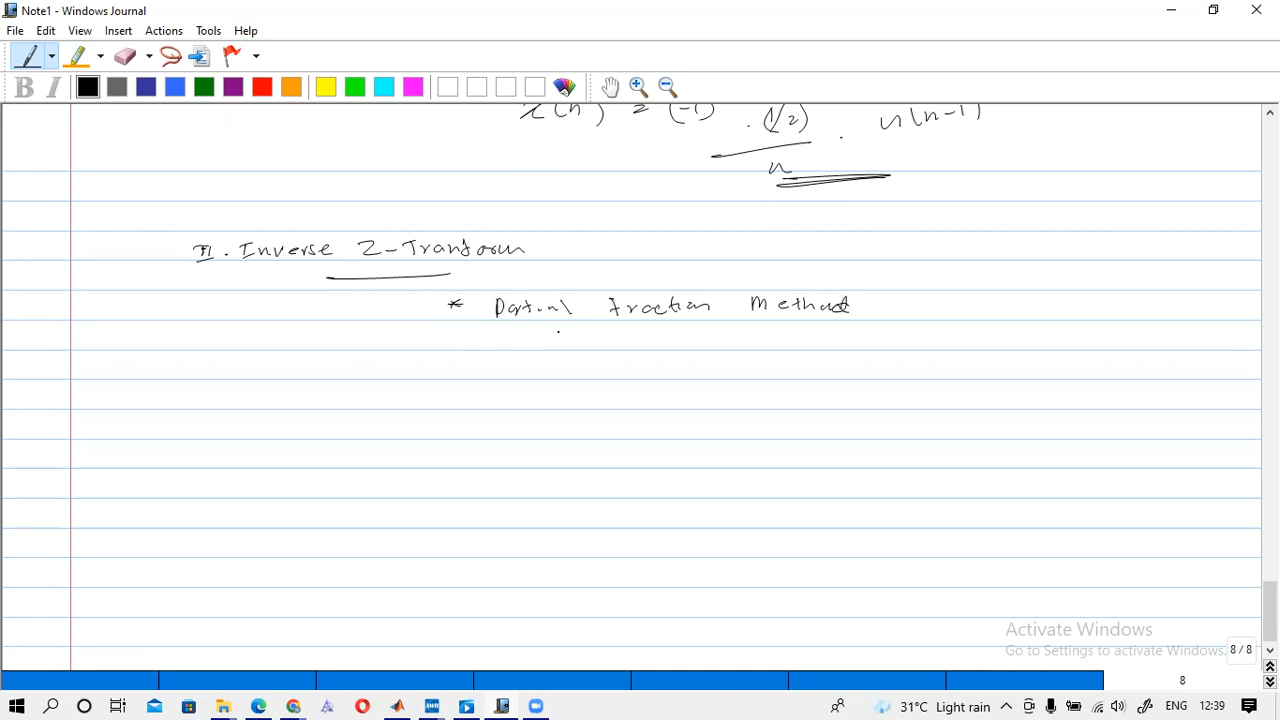 Note1 - Windows Journal
File Edit View Insert Actions Tools Help
B I
x(n) = (-1) . (1/2) . u(n-1)
n
II. Inverse Z-Transform
* Partial fraction Method
Activate Windows
Go to Settings to activate Windows.
8/8
8
31°C Light rain ENG 12:39